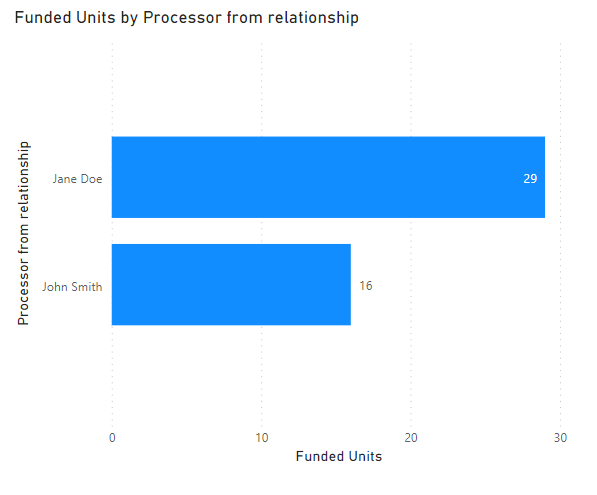 Funded Units by Processor from relationship
Processor from relationship
Jane Doe
29
John Smith
16
0 10 20 30
Funded Units